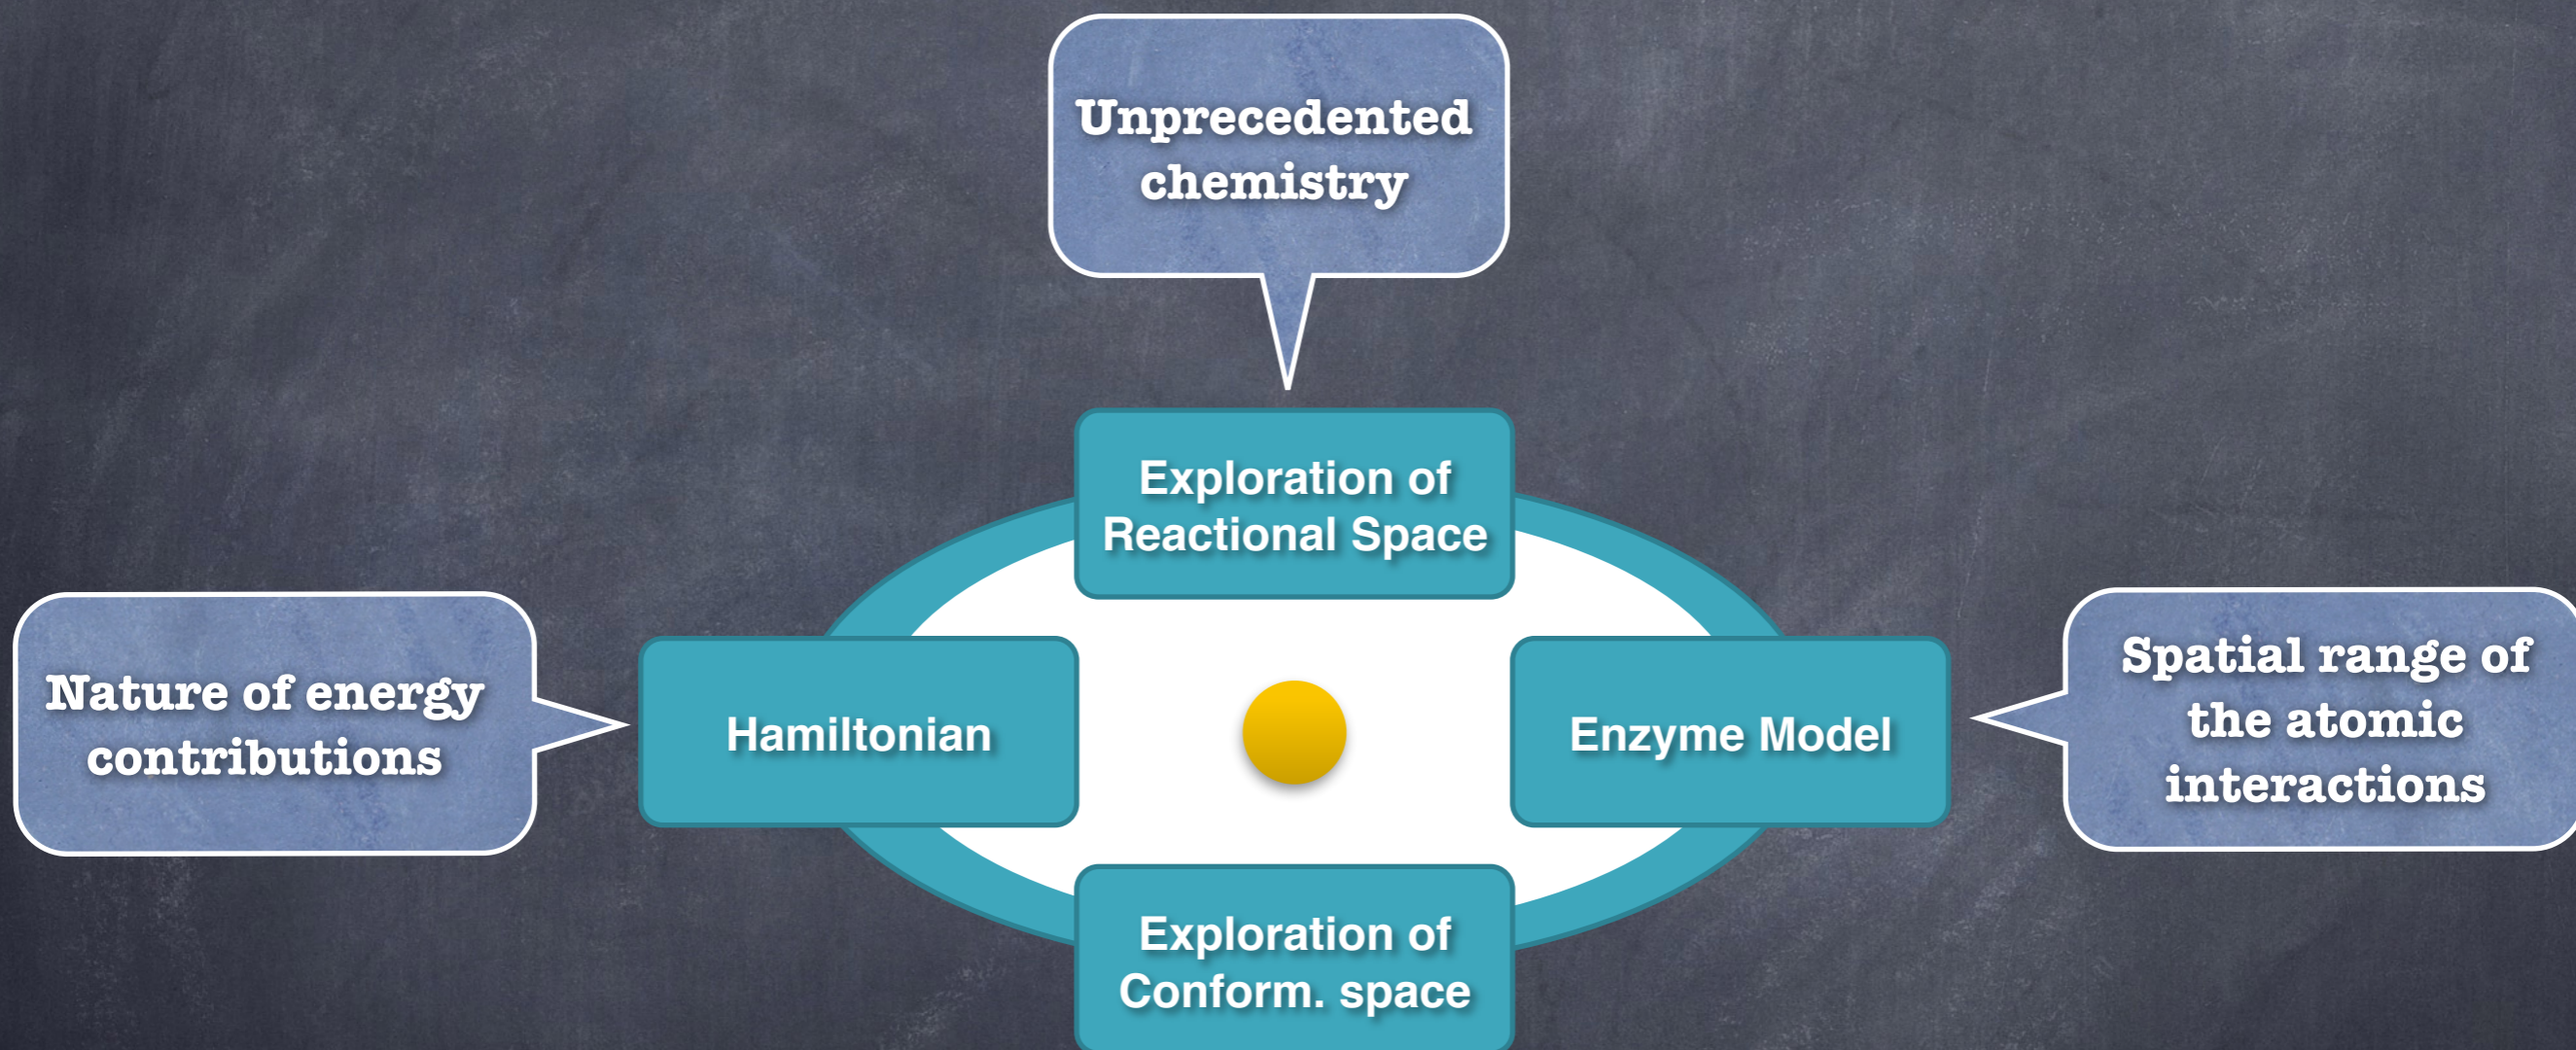 Unprecedented
chemistry
Exploration of
Reactional Space
Nature of energy
contributions
Hamiltonian
Enzyme Model
Spatial range of
the atomic
interactions
Exploration of
Conform. space